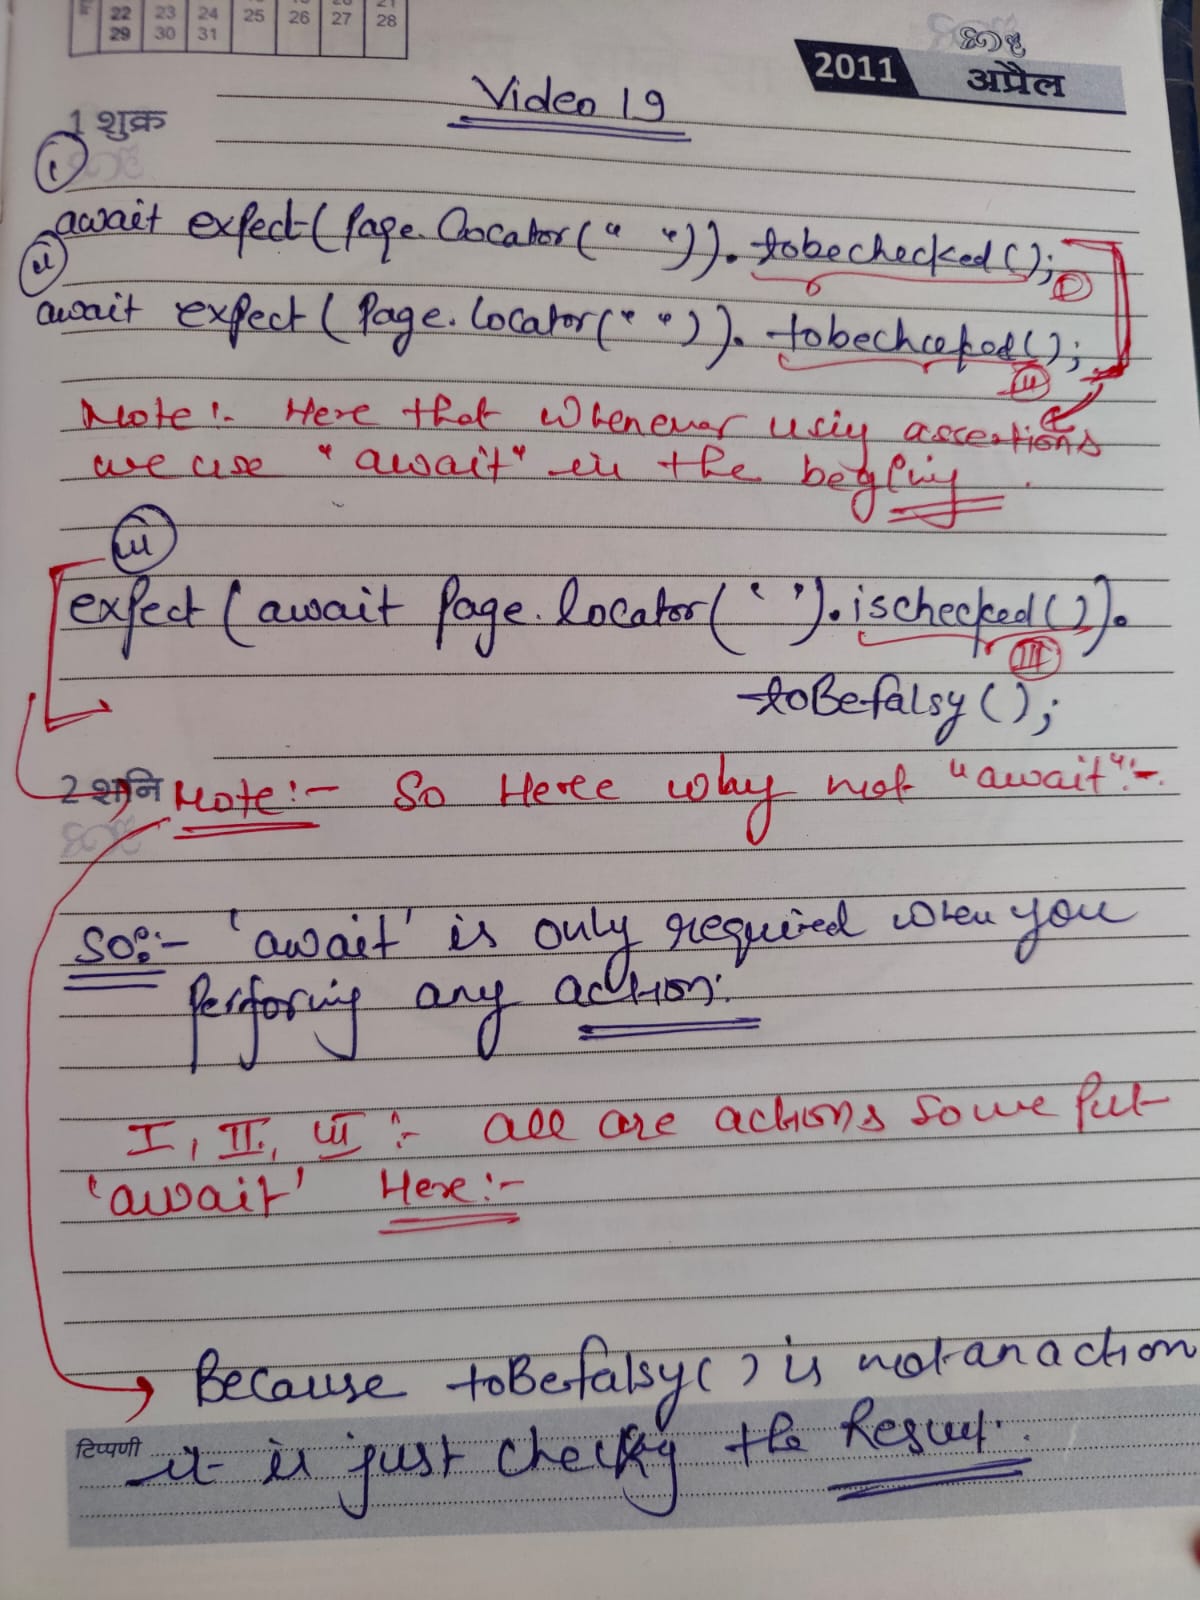 22 23 24 25 26 27 28
29 30 31
2011 अप्रैल
Video 19
1 शुक्र
i
await expect(Page.locator(" ")).tobechecked();
I
ii
await expect(Page.locator(" ")).tobechceked();
II
Note:- Here that whenever using assertions
we use "await" in the
iii
expect(await Page.locator(' ').ischecked()).
III
toBefalsy();
2 शनि Note:- So Here why not "await":-
So:- 'await' is only required when you
Perforing any action.
I, II, III :- all are actions so we Put
'await' Here:-
Because toBefalsy() is not an action
टिप्पणी it is just checking the Result.